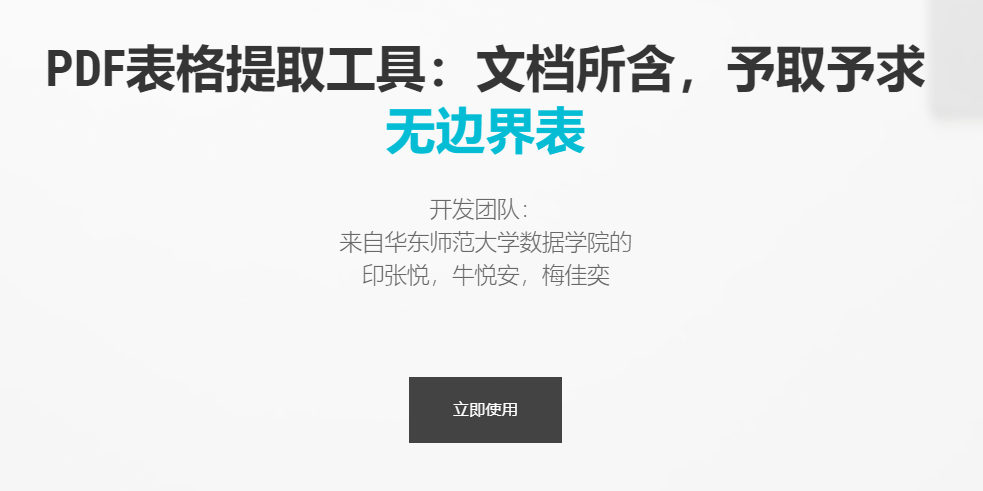 PDF表格提取工具：文档所含，予取予求
无边界表
开发团队：
来自华东师范大学数据学院的
印张悦，牛悦安，梅佳奕
立即使用